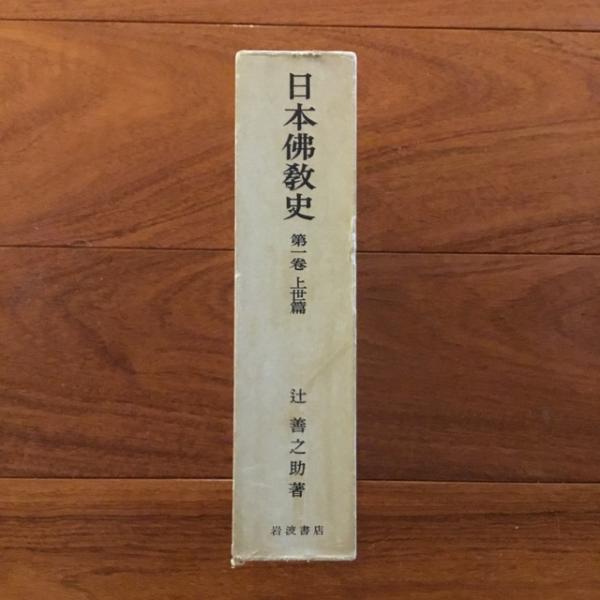 日本佛教史
第一卷 上世篇
辻 善之助著
岩波書店